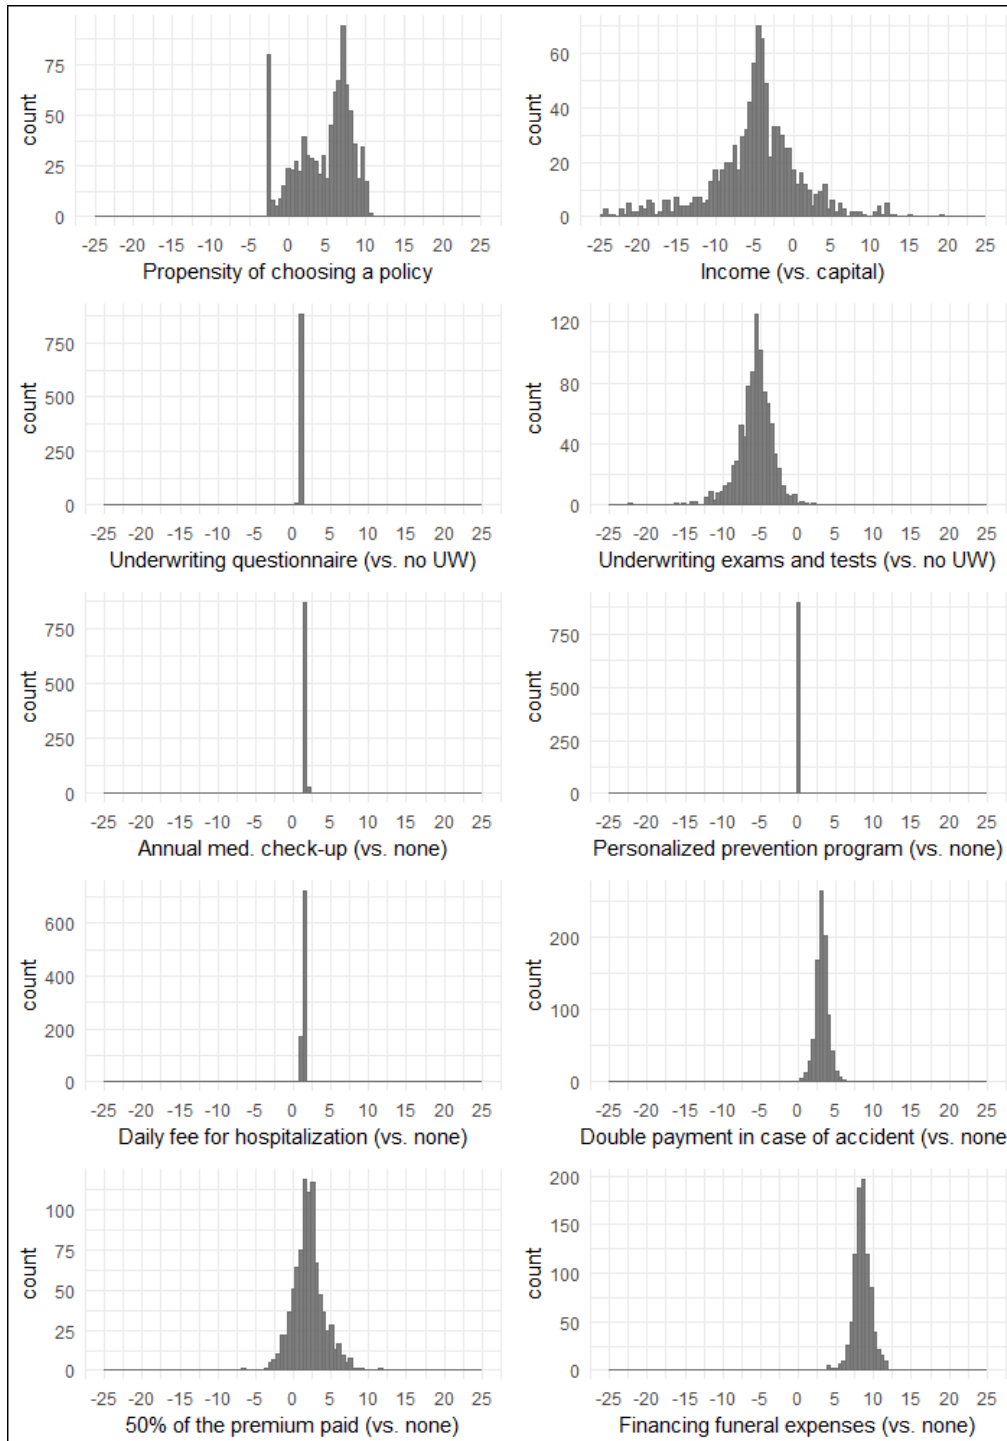 count
75
50
25
0
-25 -20 -15 -10 -5 0 5 10 15 20 25
Propensity of choosing a policy
count
60
40
20
0
-25 -20 -15 -10 -5 0 5 10 15 20 25
Income (vs. capital)
count
750
500
250
0
-25 -20 -15 -10 -5 0 5 10 15 20 25
Underwriting questionnaire (vs. no UW)
count
120
80
40
0
-25 -20 -15 -10 -5 0 5 10 15 20 25
Underwriting exams and tests (vs. no UW)
count
750
500
250
0
-25 -20 -15 -10 -5 0 5 10 15 20 25
Annual med. check-up (vs. none)
count
750
500
250
0
-25 -20 -15 -10 -5 0 5 10 15 20 25
Personalized prevention program (vs. none)
count
600
400
200
0
-25 -20 -15 -10 -5 0 5 10 15 20 25
Daily fee for hospitalization (vs. none)
count
200
100
0
-25 -20 -15 -10 -5 0 5 10 15 20 25
Double payment in case of accident (vs. none
count
100
75
50
25
0
-25 -20 -15 -10 -5 0 5 10 15 20 25
50% of the premium paid (vs. none)
count
200
150
100
50
0
-25 -20 -15 -10 -5 0 5 10 15 20 25
Financing funeral expenses (vs. none)